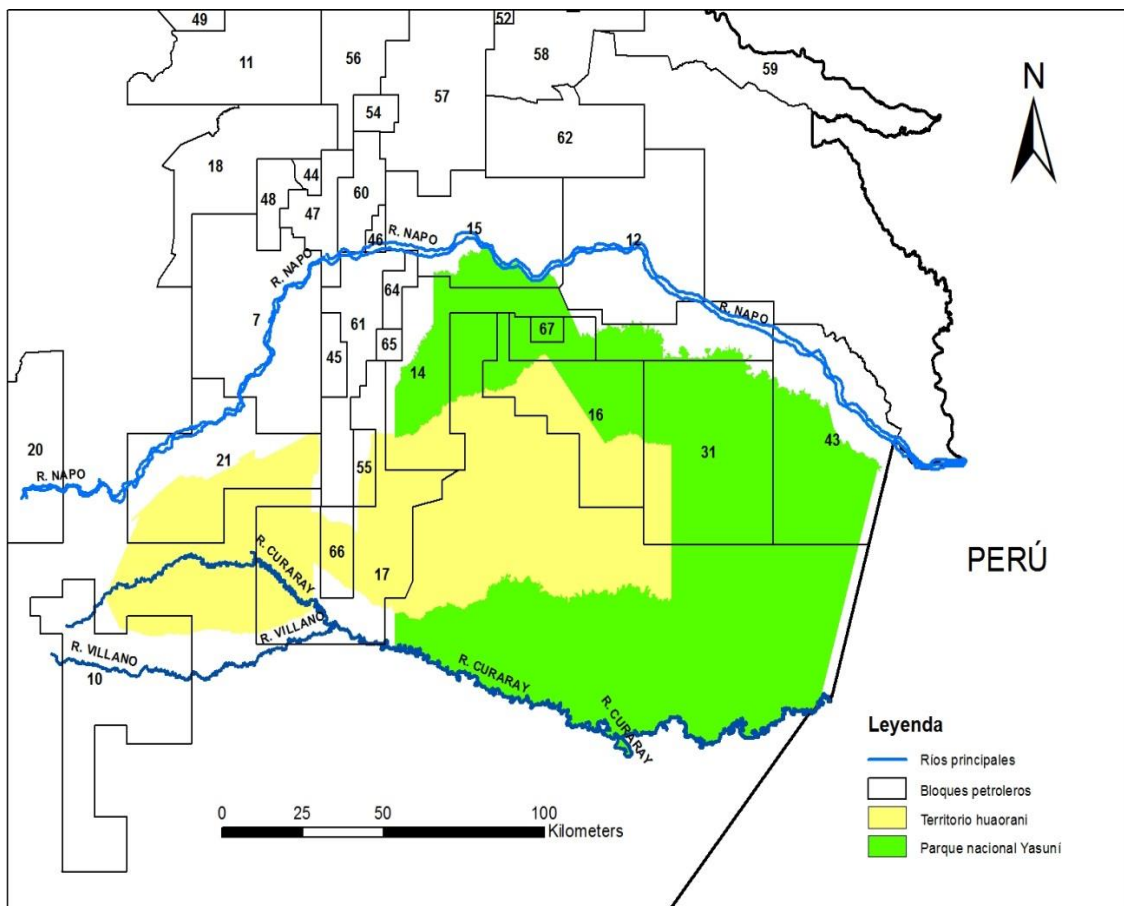 49
52
11
56
58
59
N
54
57
62
18
44
48
60
47
R. NAPO
46
R. NAPO
15
12
7
64
R. NAPO
61
67
45
65
14
16
20
21
31
43
R. NAPO
55
R. CURARAY
66
17
PERÚ
R. VILLANO
R. VILLANO
10
R. CURARAY
R. CURARAY
Leyenda
Ríos principales
Bloques petroleros
Territorio huaorani
Parque nacional Yasuní
0 25 50 100
Kilometers